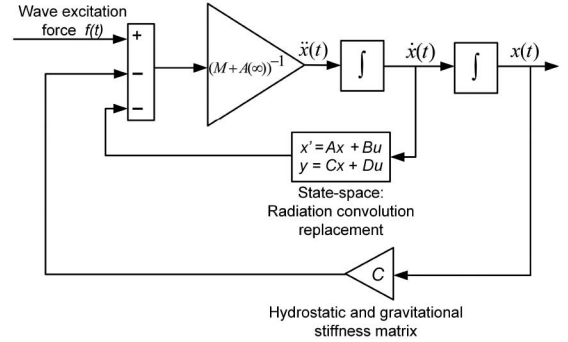 Wave excitation
force f(t)
+
−
−
(M+A(∞))⁻¹
ẍ(t)
∫
ẋ(t)
∫
x(t)
x'= Ax + Bu
y = Cx + Du
State-space:
Radiation convolution
replacement
C
Hydrostatic and gravitational
stiffness matrix